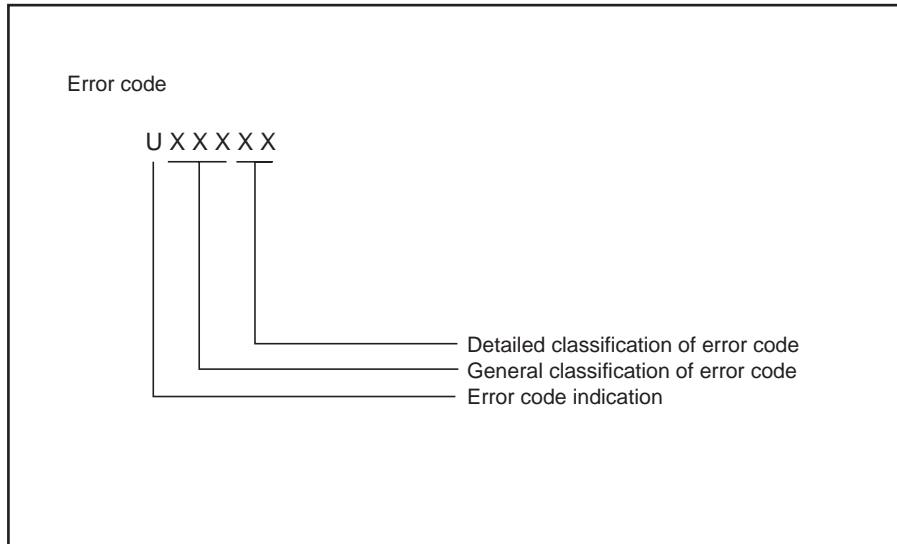 Error code
U X X X X X
Detailed classification of error code
General classification of error code
Error code indication